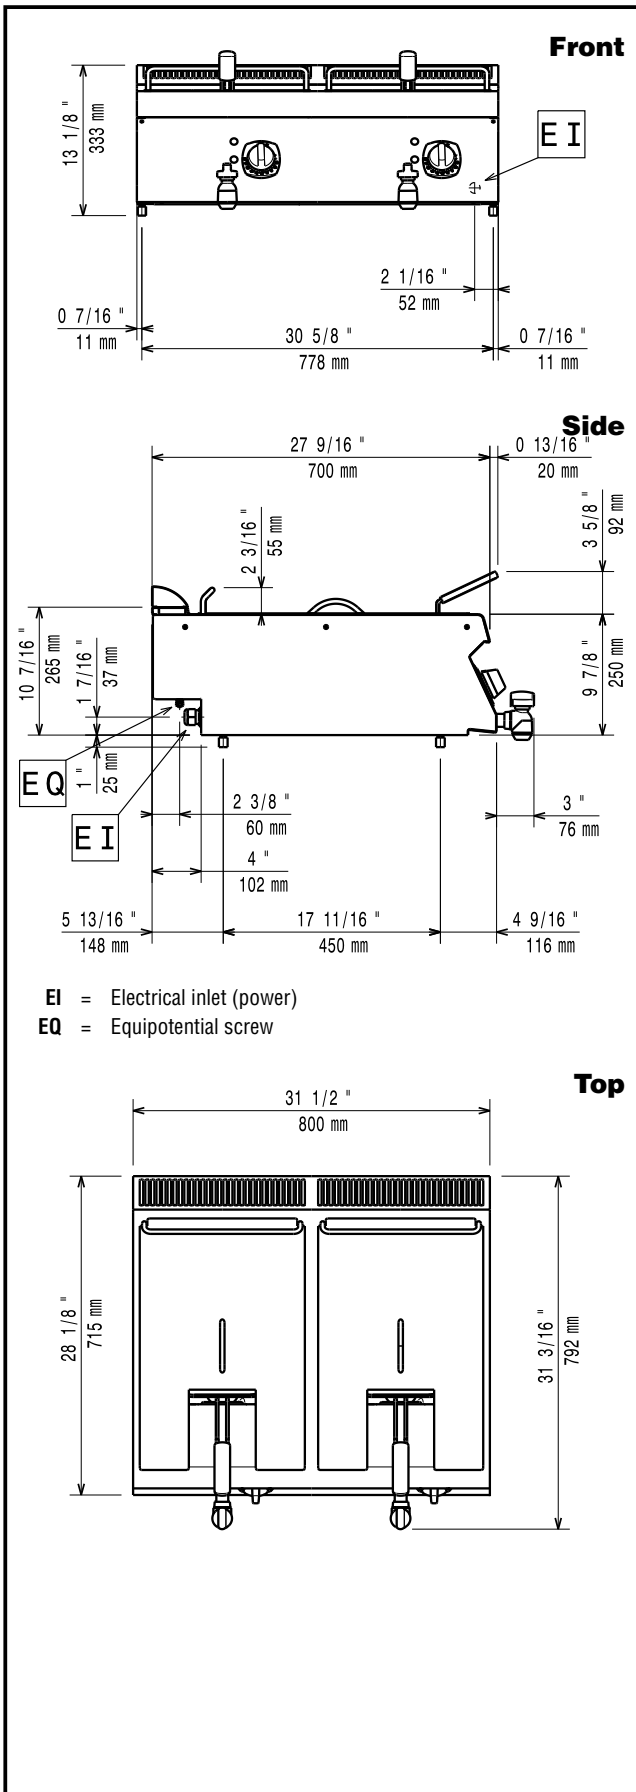 Front
13 1/8 "
333 mm
EI
2 1/16 "
52 mm
0 7/16 "
11 mm
30 5/8 "
778 mm
0 7/16 "
11 mm
Side
27 9/16 "
700 mm
0 13/16 "
20 mm
2 3/16 "
55 mm
3 5/8 "
92 mm
10 7/16 "
265 mm
1 7/16 "
37 mm
9 7/8 "
250 mm
EQ
1 "
25 mm
EI
2 3/8 "
60 mm
3 "
76 mm
4 "
102 mm
5 13/16 "
148 mm
17 11/16 "
450 mm
4 9/16 "
116 mm
EI = Electrical inlet (power)
EQ = Equipotential screw
Top
31 1/2 "
800 mm
28 1/8 "
715 mm
31 3/16 "
792 mm